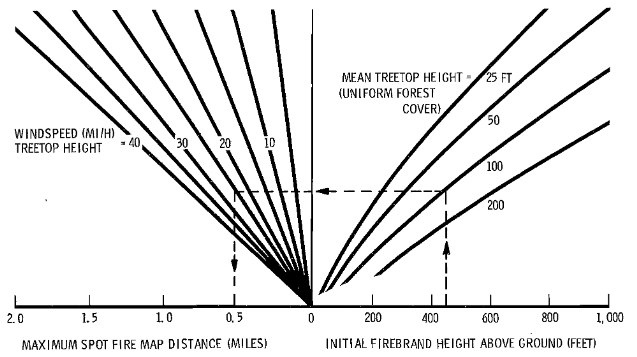 MEAN TREETOP HEIGHT = 25 FT
(UNIFORM FOREST
COVER)
50
100
200
WINDSPEED (MI/H)
TREETOP HEIGHT = 40 30 20 10
2.0 1.5 1.0 0.5 0 200 400 600 800 1,000
MAXIMUM SPOT FIRE MAP DISTANCE (MILES) INITIAL FIREBRAND HEIGHT ABOVE GROUND (FEET)